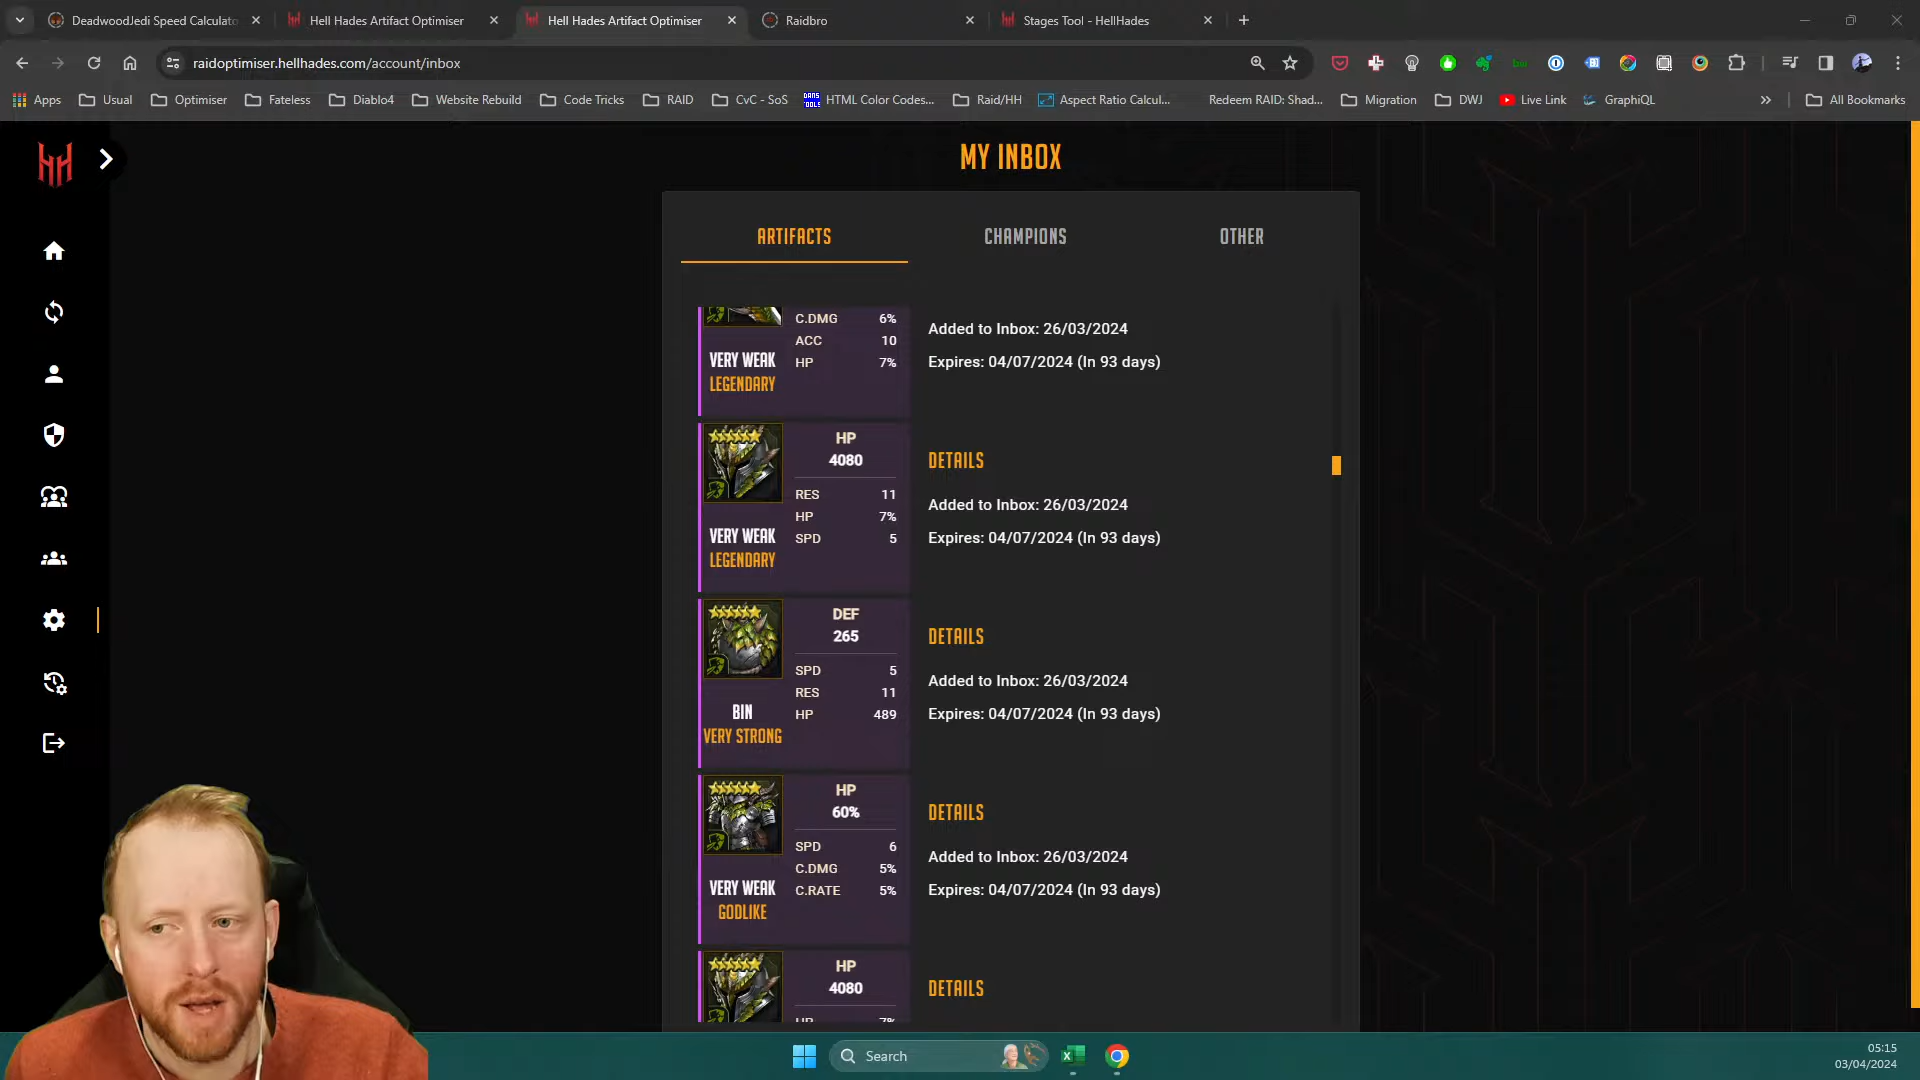 DeadwoodJedi Speed Calculato
Hell Hades Artifact Optimiser
Hell Hades Artifact Optimiser
Raidbro
Stages Tool - HellHades
raidoptimiser.hellhades.com/account/inbox
Apps
Usual
Optimiser
Fateless
Diablo4
Website Rebuild
Code Tricks
RAID
CvC - SoS
HTML Color Codes...
Raid/HH
Aspect Ratio Calcul...
Redeem RAID: Shad...
Migration
DWJ
Live Link
GraphiQL
All Bookmarks
MY INBOX
ARTIFACTS
CHAMPIONS
OTHER
C.DMG 6%
ACC 10
HP 7%
VERY WEAK
LEGENDARY
Added to Inbox: 26/03/2024
Expires: 04/07/2024 (In 93 days)
HP
4080
RES 11
HP 7%
SPD 5
VERY WEAK
LEGENDARY
DETAILS
Added to Inbox: 26/03/2024
Expires: 04/07/2024 (In 93 days)
DEF
265
SPD 5
RES 11
HP 489
BIN
VERY STRONG
DETAILS
Added to Inbox: 26/03/2024
Expires: 04/07/2024 (In 93 days)
HP
60%
SPD 6
C.DMG 5%
C.RATE 5%
VERY WEAK
GODLIKE
DETAILS
Added to Inbox: 26/03/2024
Expires: 04/07/2024 (In 93 days)
HP
4080
DETAILS
Search
05:15
03/04/2024